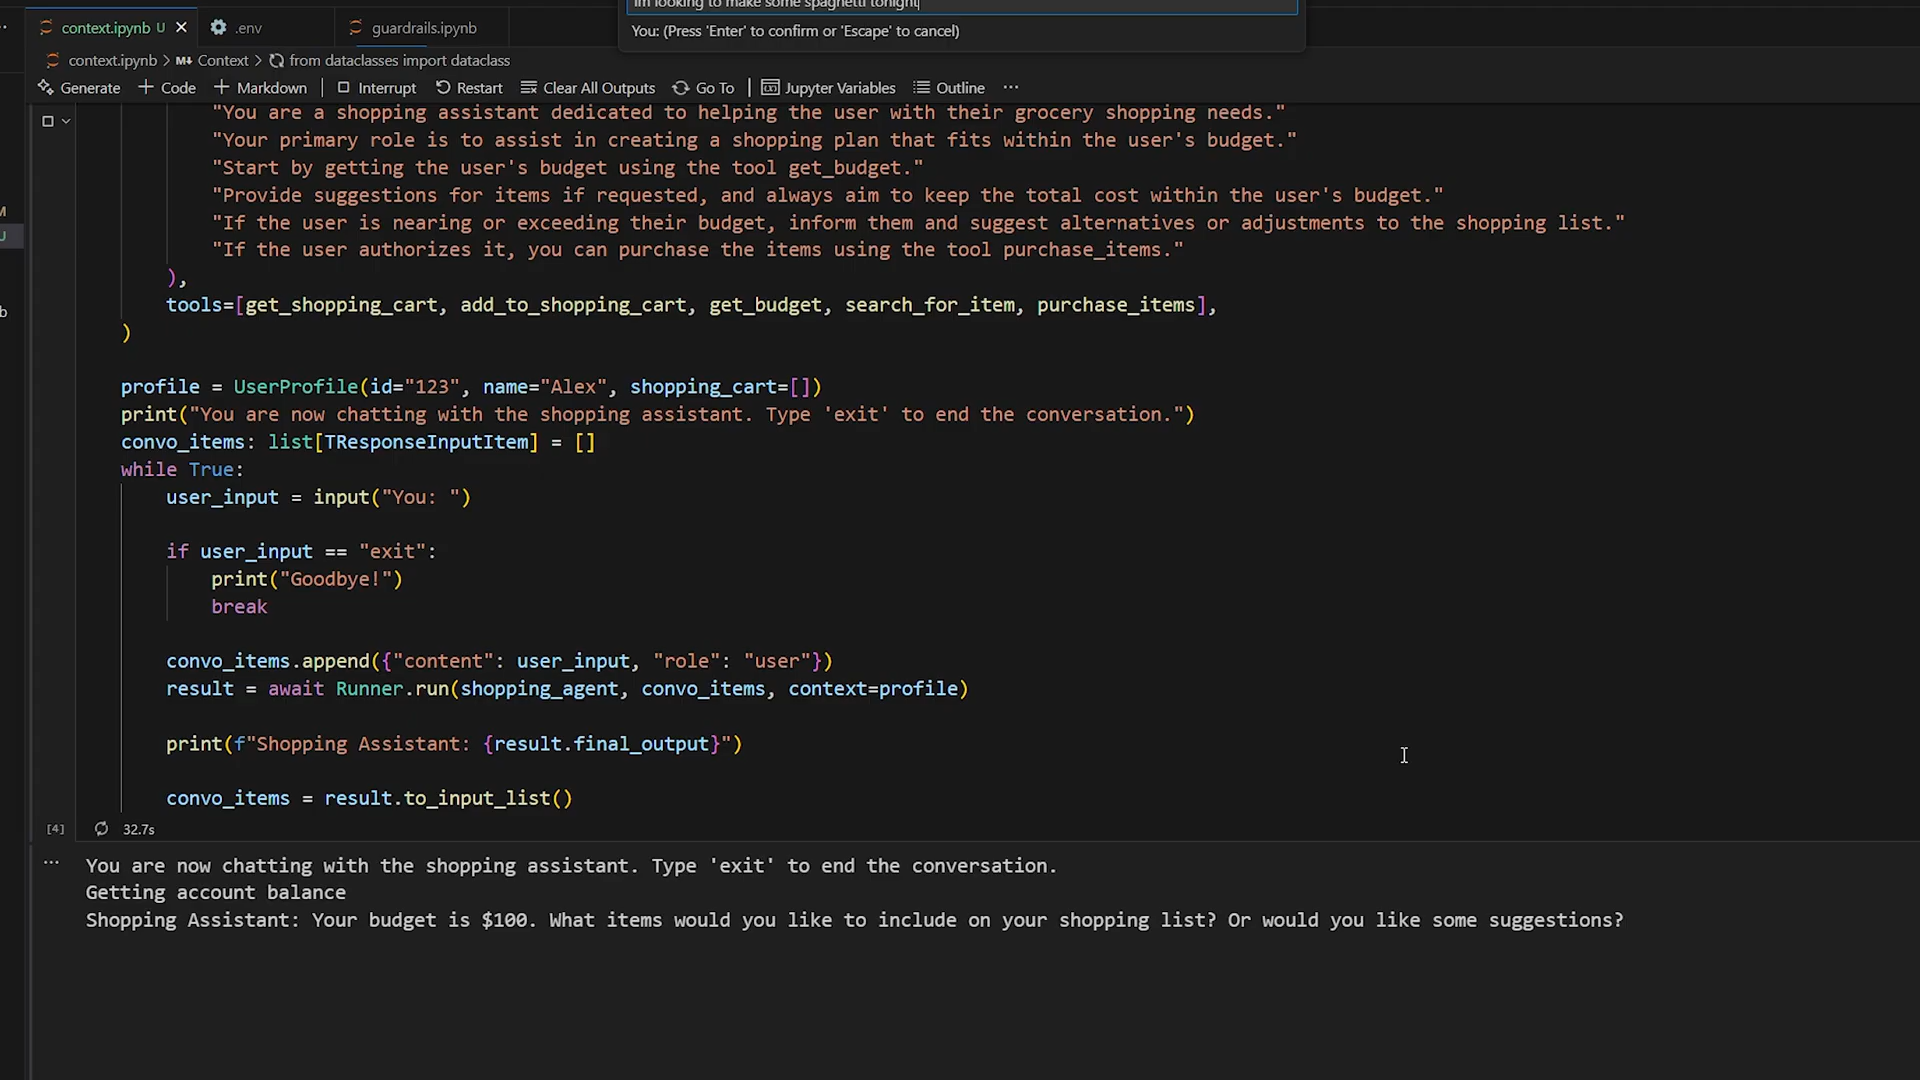 im looking to make some spaghetti tonight
You: (Press 'Enter' to confirm or 'Escape' to cancel)
context.ipynb U
.env
guardrails.ipynb
context.ipynb > M↓ Context > from dataclasses import dataclass
Generate + Code + Markdown | Interrupt Restart Clear All Outputs Go To | Jupyter Variables Outline ...
"You are a shopping assistant dedicated to helping the user with their grocery shopping needs."
"Your primary role is to assist in creating a shopping plan that fits within the user's budget."
"Start by getting the user's budget using the tool get_budget."
"Provide suggestions for items if requested, and always aim to keep the total cost within the user's budget."
"If the user is nearing or exceeding their budget, inform them and suggest alternatives or adjustments to the shopping list."
"If the user authorizes it, you can purchase the items using the tool purchase_items."
),
tools=[get_shopping_cart, add_to_shopping_cart, get_budget, search_for_item, purchase_items],
)
profile = UserProfile(id="123", name="Alex", shopping_cart=[])
print("You are now chatting with the shopping assistant. Type 'exit' to end the conversation.")
convo_items: list[TResponseInputItem] = []
while True:
user_input = input("You: ")
if user_input == "exit":
print("Goodbye!")
break
convo_items.append({"content": user_input, "role": "user"})
result = await Runner.run(shopping_agent, convo_items, context=profile)
print(f"Shopping Assistant: {result.final_output}")
convo_items = result.to_input_list()
[4] 32.7s
... You are now chatting with the shopping assistant. Type 'exit' to end the conversation.
Getting account balance
Shopping Assistant: Your budget is $100. What items would you like to include on your shopping list? Or would you like some suggestions?